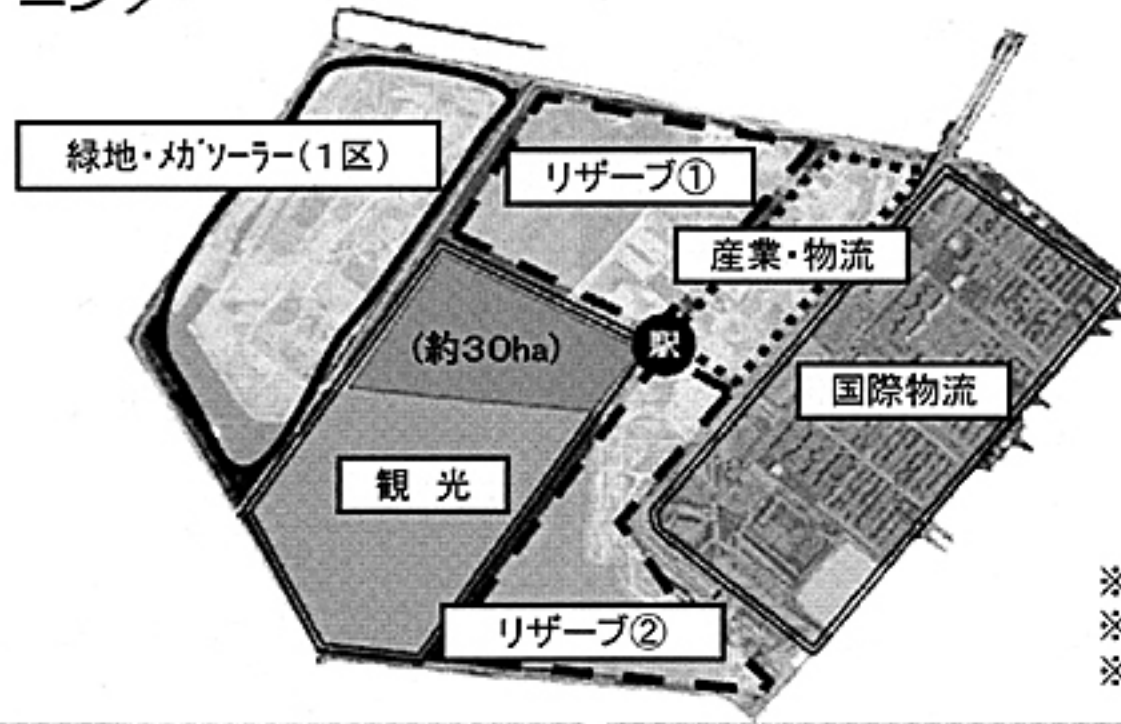 緑地・メガソーラー(1区)
リザーブ①
産業・物流
駅
(約30ha)
国際物流
観 光
リザーブ②
※
※
※